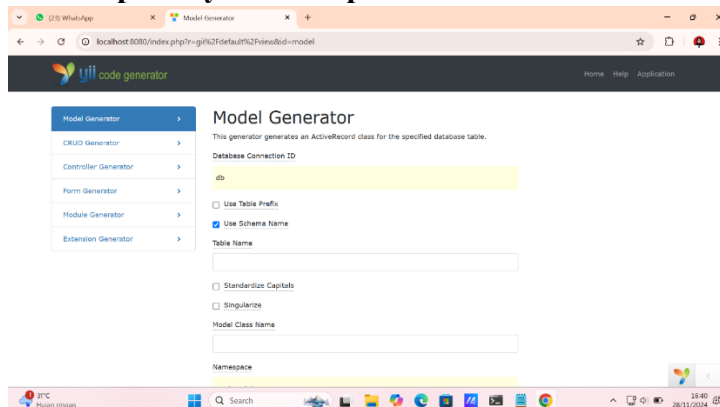 (23) WhatsApp
Model Generator
localhost:8080/index.php?r=gii%2Fdefault%2Fview&id=model
yii code generator
Home Help Application
Model Generator
CRUD Generator
Controller Generator
Form Generator
Module Generator
Extension Generator
Model Generator
This generator generates an ActiveRecord class for the specified database table.
Database Connection ID
db
Use Table Prefix
Use Schema Name
Table Name
Standardize Capitals
Singularize
Model Class Name
Namespace
31°C
Hujan ringan
Search
16:40
28/11/2024